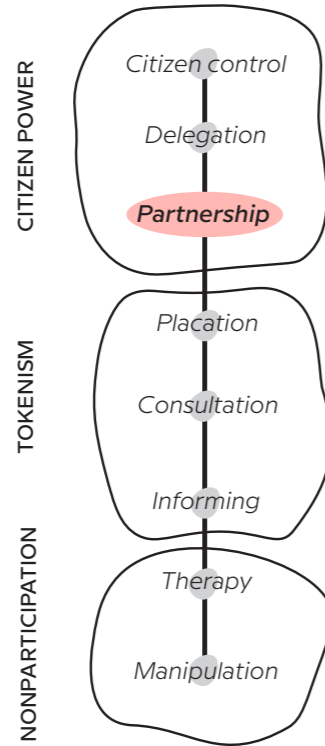 CITIZEN POWER
Citizen control
Delegation
Partnership
TOKENISM
Placation
Consultation
Informing
NONPARTICIPATION
Therapy
Manipulation